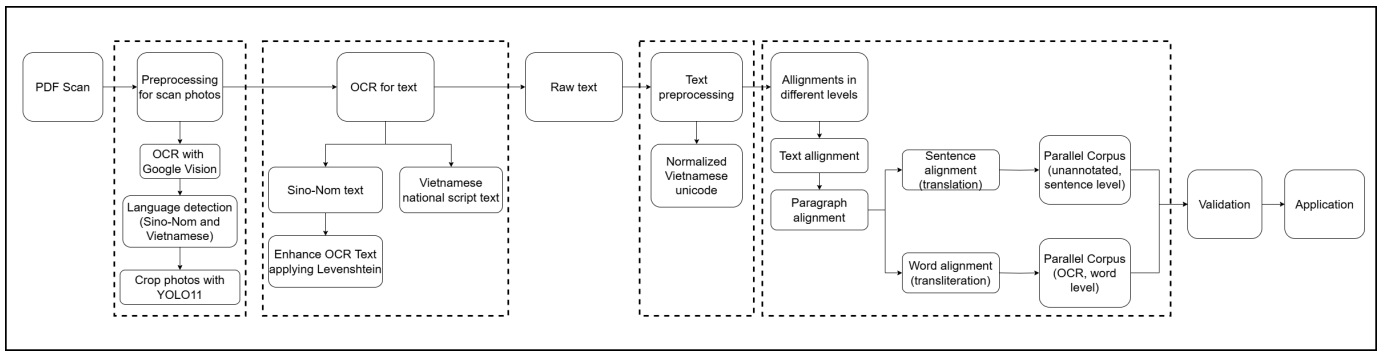 PDF Scan
Preprocessing
for scan photos
OCR with
Google Vision
Language detection
(Sino-Nom and
Vietnamese)
Crop photos with
YOLO11
OCR for text
Sino-Nom text
Enhance OCR Text
applying Levenshtein
Vietnamese
national script text
Raw text
Text
preprocessing
Normalized
Vietnamese
unicode
Allignments in
different levels
Text allignment
Paragraph
alignment
Sentence
alignment
(translation)
Parallel Corpus
(unannotated,
sentence level)
Word alignment
(transliteration)
Parallel Corpus
(OCR, word
level)
Validation
Application